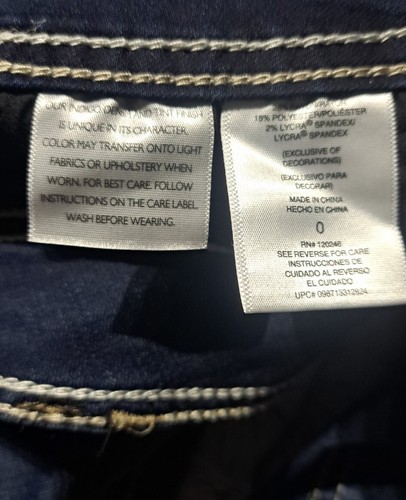 OUR INDIGO DENIM TINT FINISH
IS UNIQUE IN ITS CHARACTER.
COLOR MAY TRANSFER ONTO LIGHT
FABRICS OR UPHOLSTERY WHEN
WORN. FOR BEST CARE. FOLLOW
INSTRUCTIONS ON THE CARE LABEL.
WASH BEFORE WEARING.
18% POLYESTER/POLIÉSTER
2% LYCRA® SPANDEX/
LYCRA® SPANDEX
(EXCLUSIVE OF
DECORATIONS)
(EXCLUSIVO PARA
DECORAR)
MADE IN CHINA
HECHO EN CHINA
0
RN# 120246
SEE REVERSE FOR CARE
INSTRUCCIONES DE
CUIDADO AL REVERSO
EL CUIDADO
UPC# 098715312824